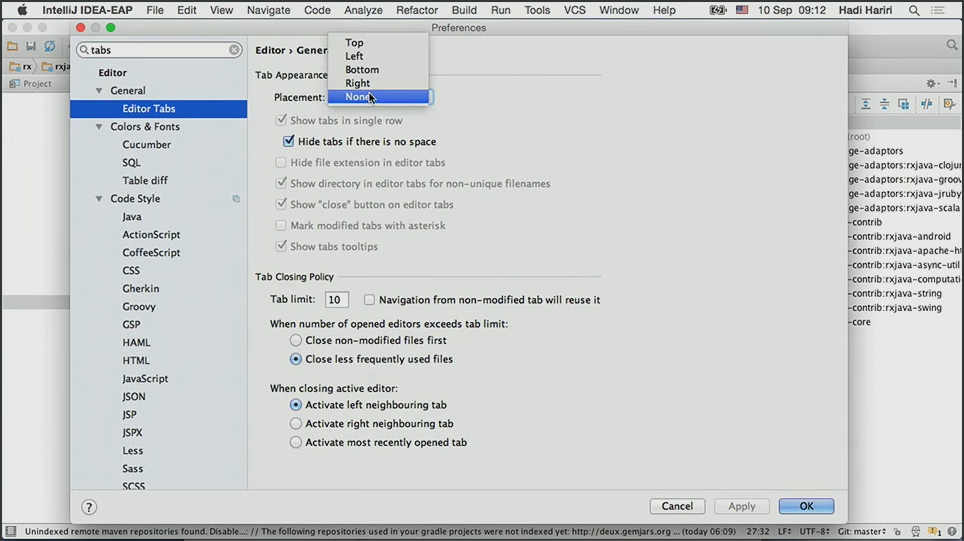 IntelliJ IDEA-EAP File Edit View Navigate Code Analyze Refactor Build Run Tools VCS Window Help 10 Sep 09:12 Hadi Hariri
Preferences
tabs
rx
Project
Editor
General
Editor Tabs
Colors & Fonts
Cucumber
SQL
Table diff
Code Style
Java
ActionScript
CoffeeScript
CSS
Gherkin
Groovy
GSP
HAML
HTML
JavaScript
JSON
JSP
JSPX
Less
Sass
SCSS
Editor › Gener
Tab Appearance
Placement:
Top
Left
Bottom
Right
None
Show tabs in single row
Hide tabs if there is no space
Hide file extension in editor tabs
Show directory in editor tabs for non-unique filenames
Show "close" button on editor tabs
Mark modified tabs with asterisk
Show tabs tooltips
Tab Closing Policy
Tab limit: 10 Navigation from non-modified tab will reuse it
When number of opened editors exceeds tab limit:
Close non-modified files first
Close less frequently used files
When closing active editor:
Activate left neighbouring tab
Activate right neighbouring tab
Activate most recently opened tab
? Cancel Apply OK
(root)
ge-adaptors
ge-adaptors:rxjava-clojur
ge-adaptors:rxjava-groov
ge-adaptors:rxjava-jruby
ge-adaptors:rxjava-scala
-contrib
-contrib:rxjava-android
-contrib:rxjava-apache-ht
-contrib:rxjava-async-util
-contrib:rxjava-computati
-contrib:rxjava-string
-contrib:rxjava-swing
-core
Unindexed remote maven repositories found. Disable... // The following repositories used in your gradle projects were not indexed yet: http://deux.gemjars.org ... (today 06:09) 27:32 LF÷ UTF-8÷ Git: master÷